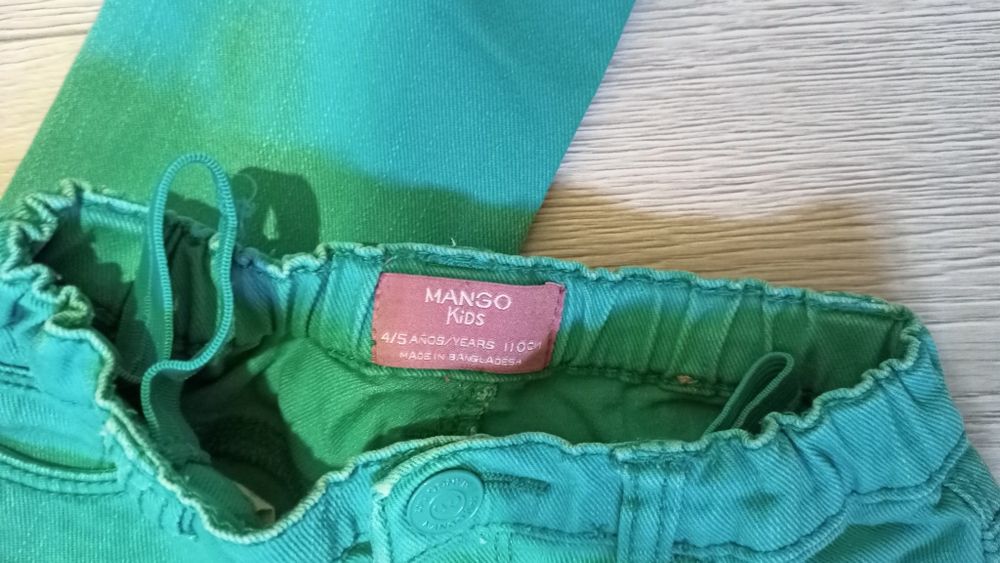 MANGO
KiDS
4/5 AÑOS/YEARS 110CM
MADE IN BANGLADESH